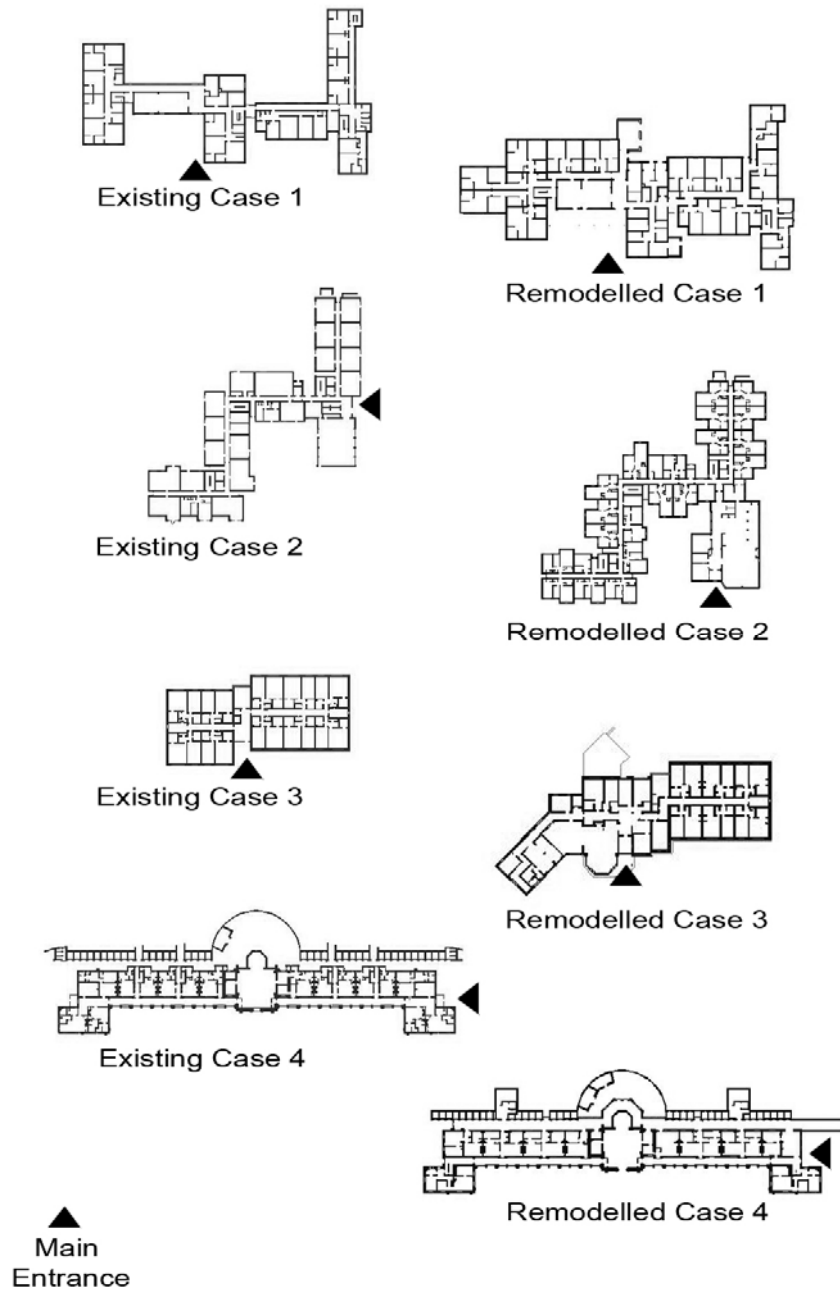 Existing Case 1
Remodelled Case 1
Existing Case 2
Remodelled Case 2
Existing Case 3
Remodelled Case 3
Existing Case 4
Remodelled Case 4
Main
Entrance